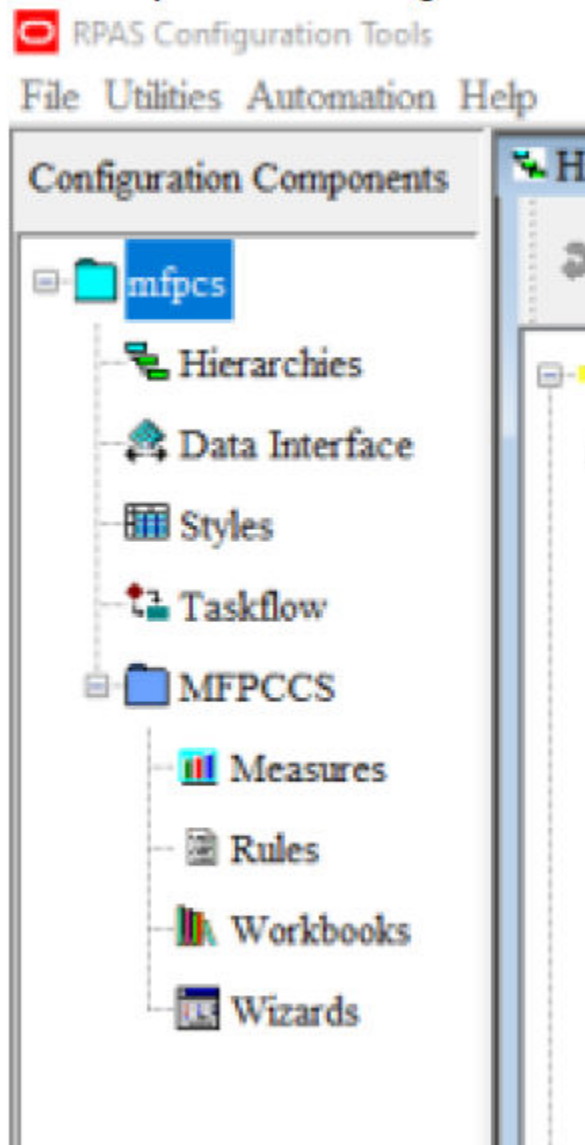 RPAS Configuration Tools
File Utilities Automation Help
Configuration Components
H
mfpcs
Hierarchies
Data Interface
Styles
Taskflow
MFPCCS
Measures
Rules
Workbooks
Wizards